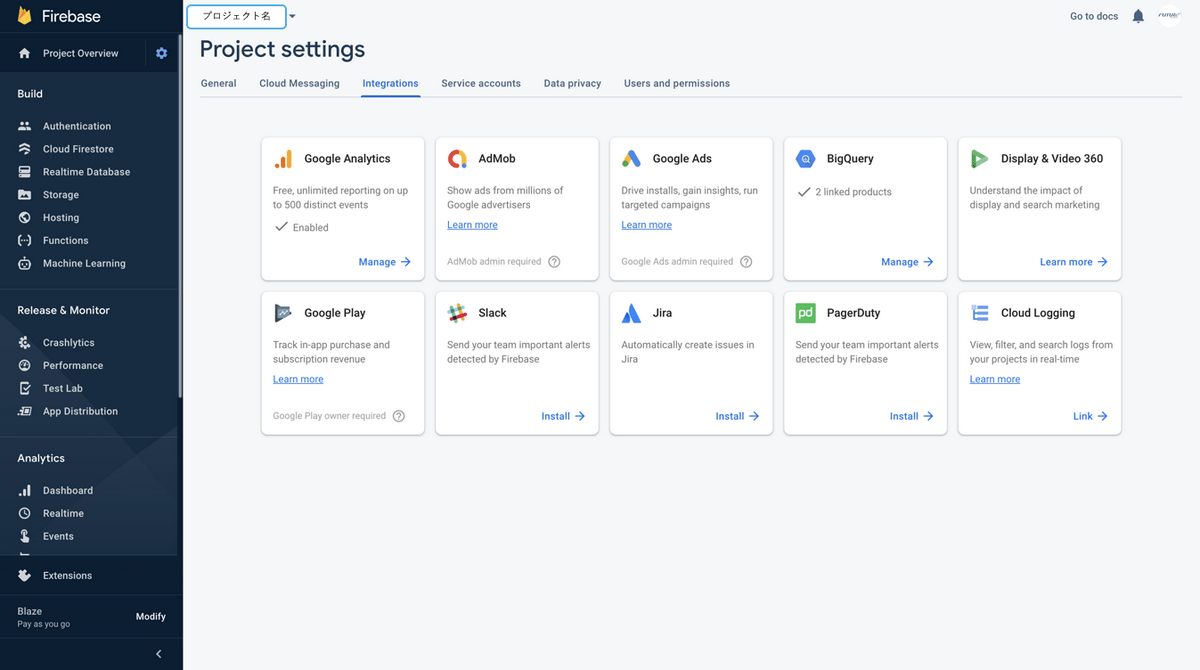 Firebase
プロジェクト名
Go to docs
Project Overview
Project settings
General
Cloud Messaging
Integrations
Service accounts
Data privacy
Users and permissions
Build
Authentication
Cloud Firestore
Realtime Database
Storage
Hosting
Functions
Machine Learning
Release & Monitor
Crashlytics
Performance
Test Lab
App Distribution
Analytics
Dashboard
Realtime
Events
Extensions
Blaze
Pay as you go
Modify
Google Analytics
Free, unlimited reporting on up
to 500 distinct events
Enabled
Manage
AdMob
Show ads from millions of
Google advertisers
Learn more
AdMob admin required
Google Ads
Drive installs, gain insights, run
targeted campaigns
Learn more
Google Ads admin required
BigQuery
2 linked products
Manage
Display & Video 360
Understand the impact of
display and search marketing
Learn more
Google Play
Track in-app purchase and
subscription revenue
Learn more
Google Play owner required
Slack
Send your team important alerts
detected by Firebase
Install
Jira
Automatically create issues in
Jira
Install
pd
PagerDuty
Send your team important alerts
detected by Firebase
Install
Cloud Logging
View, filter, and search logs from
your projects in real-time
Learn more
Link